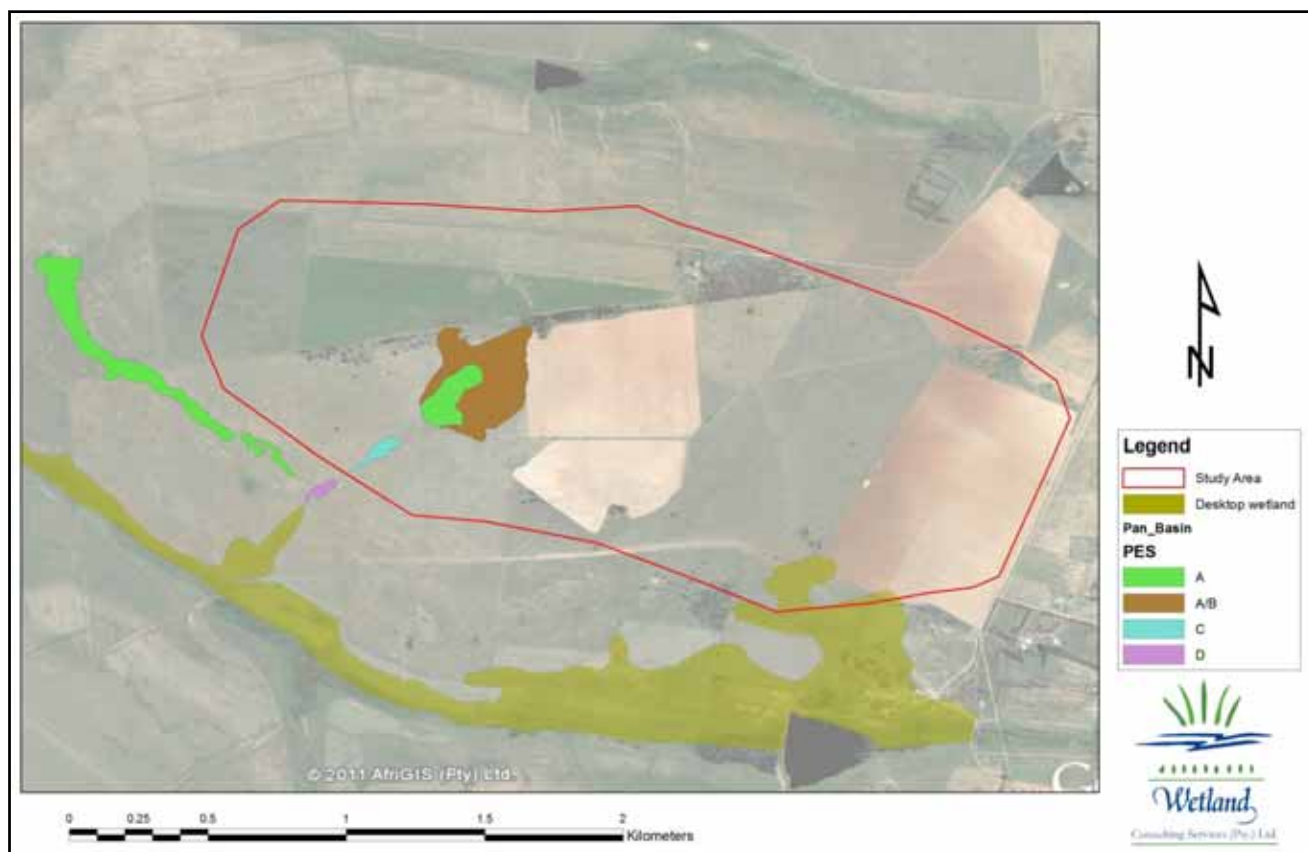 N
Legend
Study Area
Desktop wetland
Pan_Basin
PES
A
A/B
C
D
© 2011 AfriGIS (Pty) Ltd.
C
0 0.25 0.5 1 1.5 2
Kilometers
Wetland
Consulting Services (Pty.) Ltd.